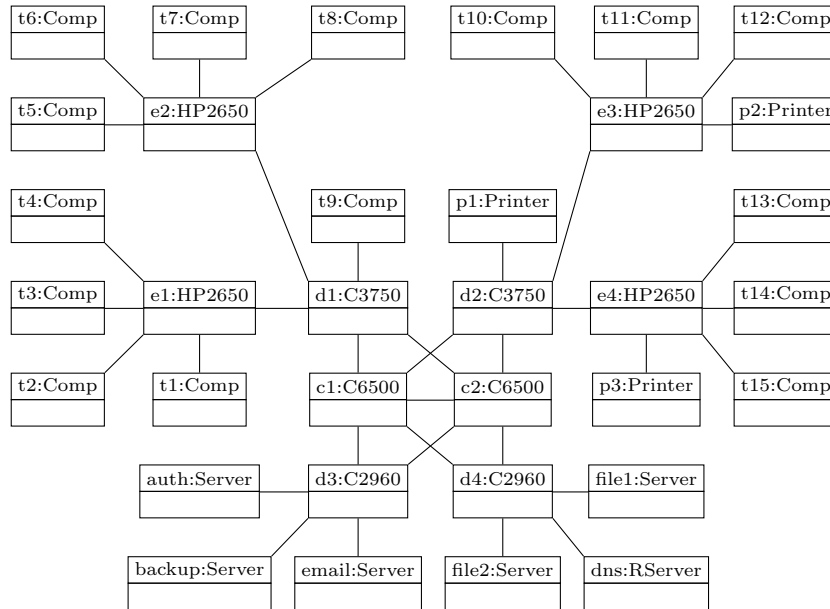 t6:Comp
t7:Comp
t8:Comp
t10:Comp
t11:Comp
t12:Comp
t5:Comp
e2:HP2650
e3:HP2650
p2:Printer
t4:Comp
t9:Comp
p1:Printer
t13:Comp
t3:Comp
e1:HP2650
d1:C3750
d2:C3750
e4:HP2650
t14:Comp
t2:Comp
t1:Comp
c1:C6500
c2:C6500
p3:Printer
t15:Comp
auth:Server
d3:C2960
d4:C2960
file1:Server
backup:Server
email:Server
file2:Server
dns:RServer